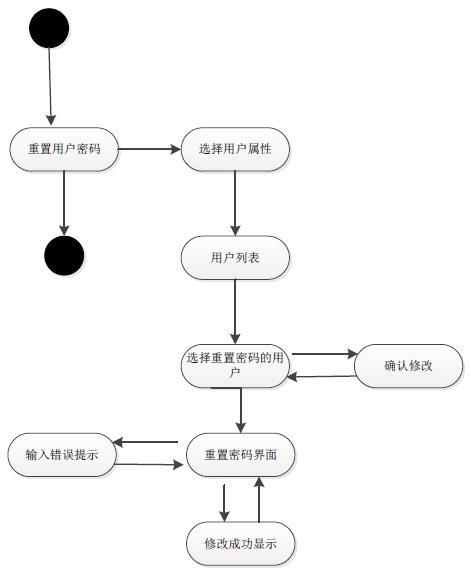 重置用户密码
选择用户属性
用户列表
选择重置密码的用
户
确认修改
输入错误提示
重置密码界面
修改成功显示